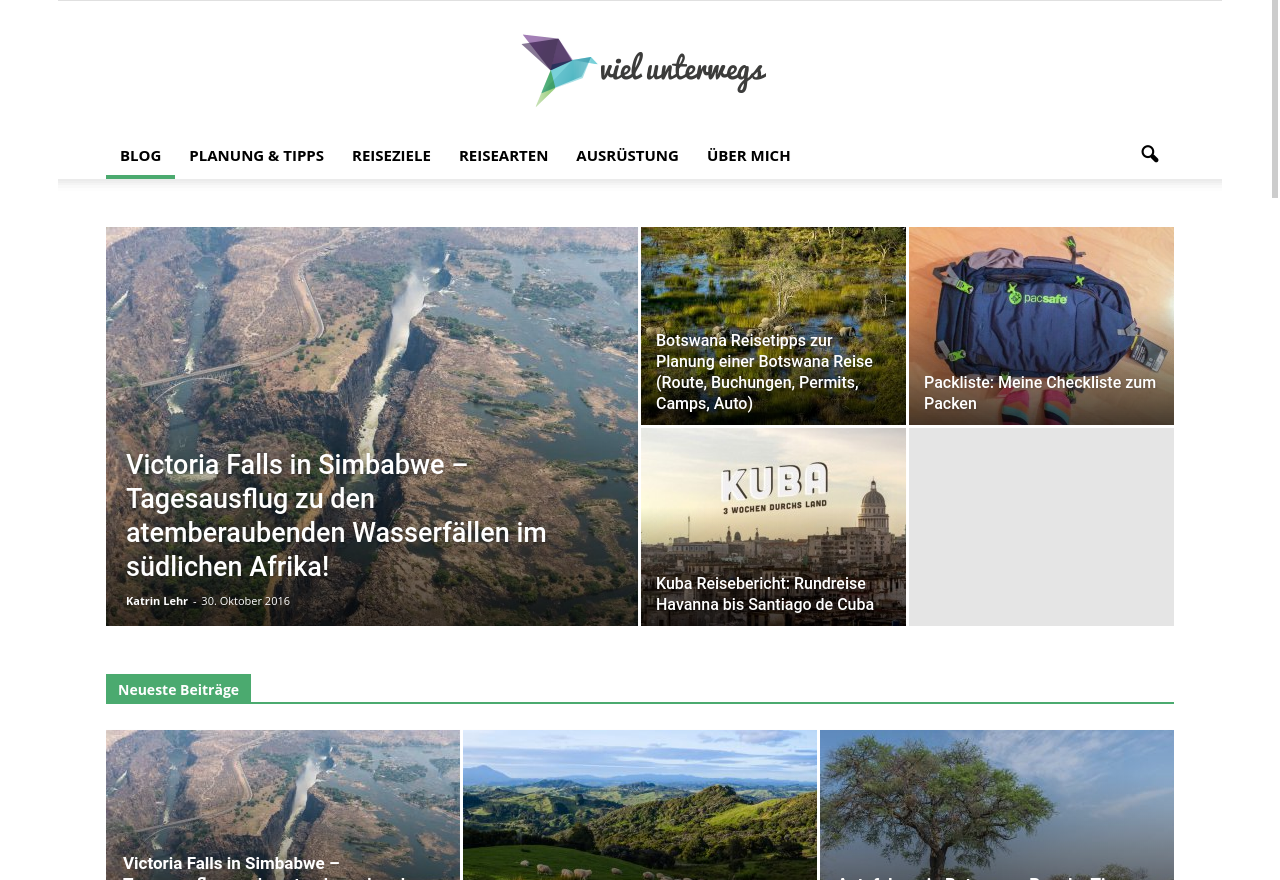 viel unterwegs
BLOG
PLANUNG & TIPPS
REISEZIELE
REISEARTEN
AUSRÜSTUNG
ÜBER MICH
Victoria Falls in Simbabwe –
Tagesausflug zu den
atemberaubenden Wasserfällen im
südlichen Afrika!
Katrin Lehr - 30. Oktober 2016
Botswana Reisetipps zur
Planung einer Botswana Reise
(Route, Buchungen, Permits,
Camps, Auto)
pacsafe
Packliste: Meine Checkliste zum
Packen
KUBA
3 WOCHEN DURCHS LAND
Kuba Reisebericht: Rundreise
Havanna bis Santiago de Cuba
Neueste Beiträge
Victoria Falls in Simbabwe –